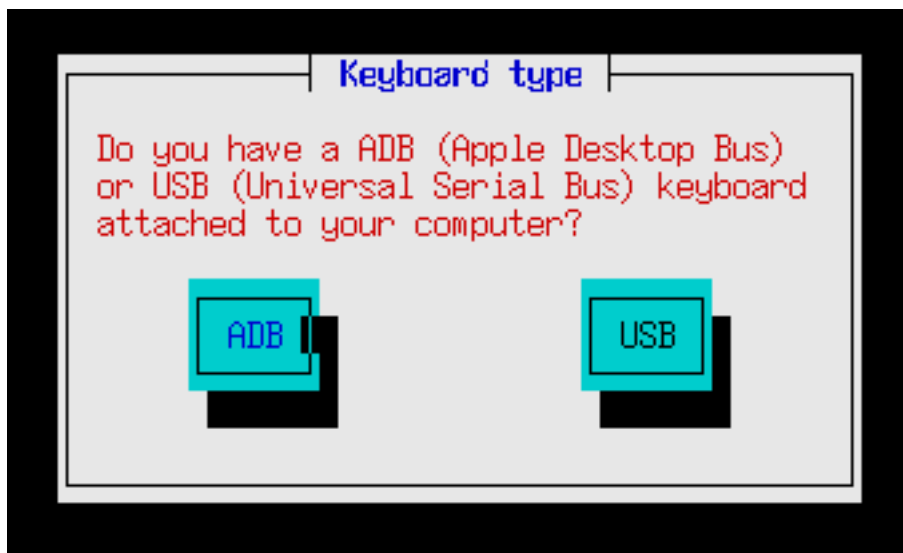 Keyboard type
Do you have a ADB (Apple Desktop Bus)
or USB (Universal Serial Bus) keyboard
attached to your computer?
ADB USB